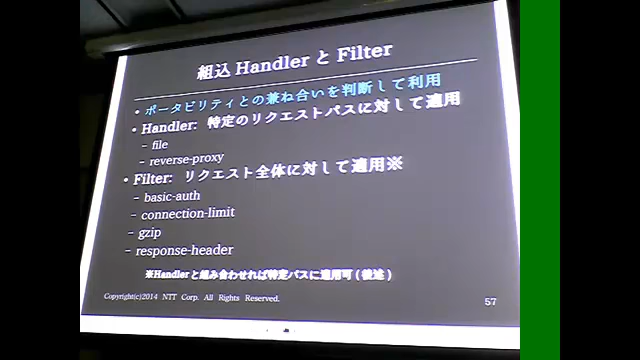 組込 Handler と Filter
• ポータビリティとの兼ね合いを判断して利用
• Handler: 特定のリクエストパスに対して適用
– file
– reverse-proxy
• Filter: リクエスト全体に対して適用※
– basic-auth
– connection-limit
– gzip
– response-header
※Handlerと組み合わせれば特定パスに適用可(後述)
Copyright(c)2014 NTT Corp. All Rights Reserved.
57